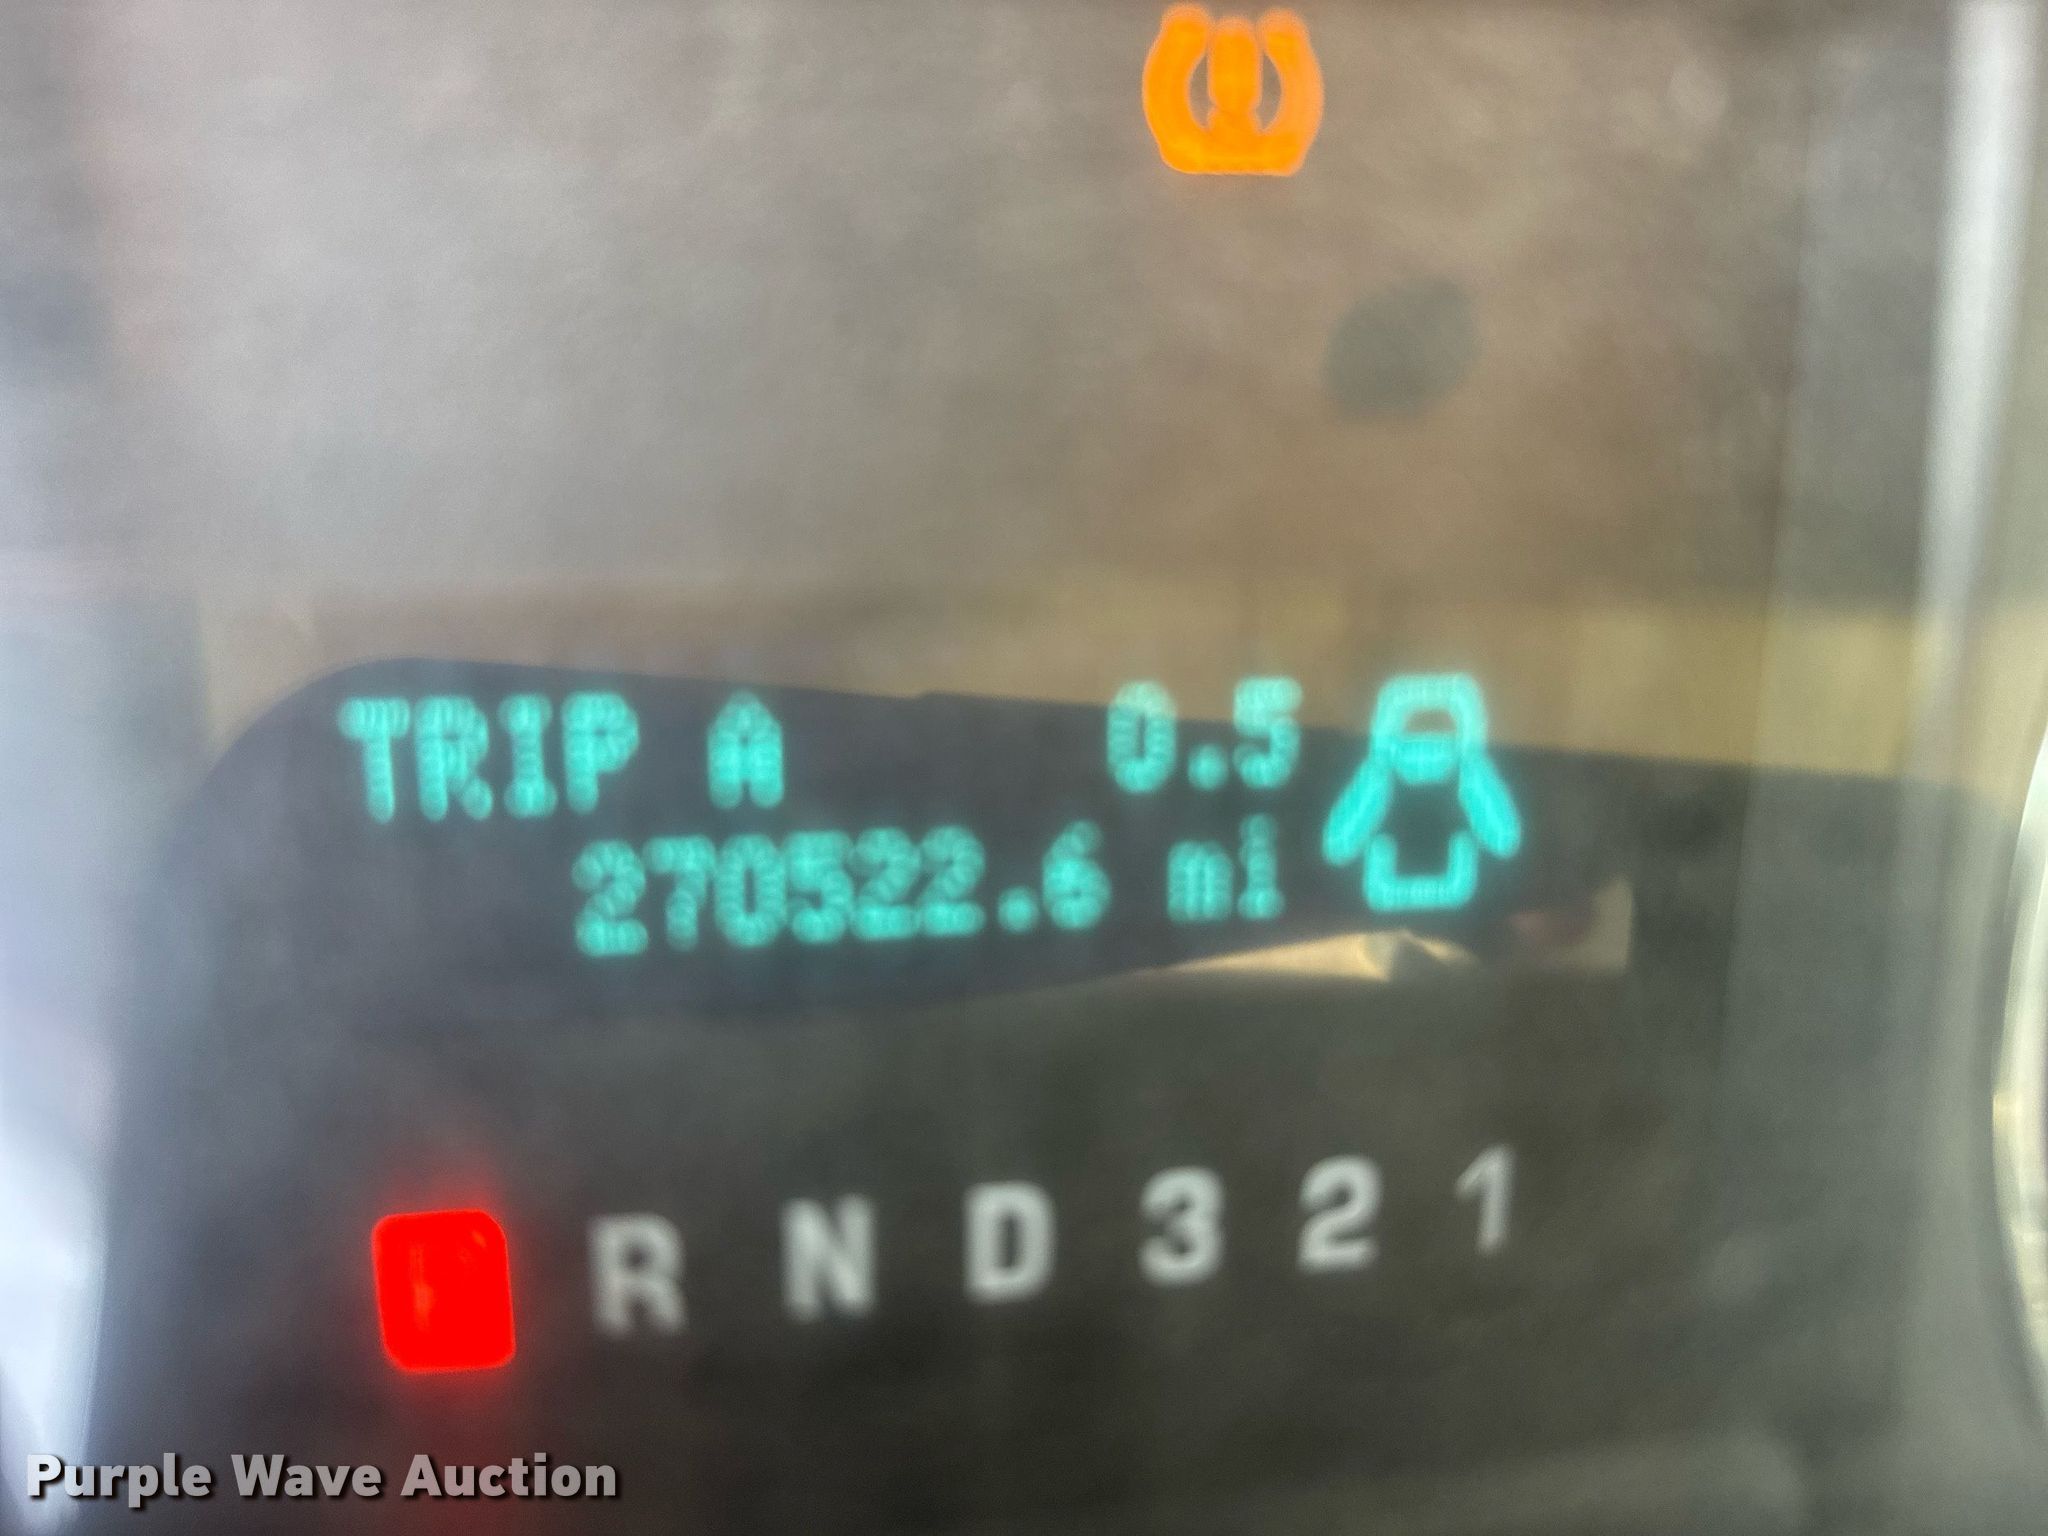 TRIP A 0.5
270522.6 mi
R N D 3 2 1
Purple Wave Auction